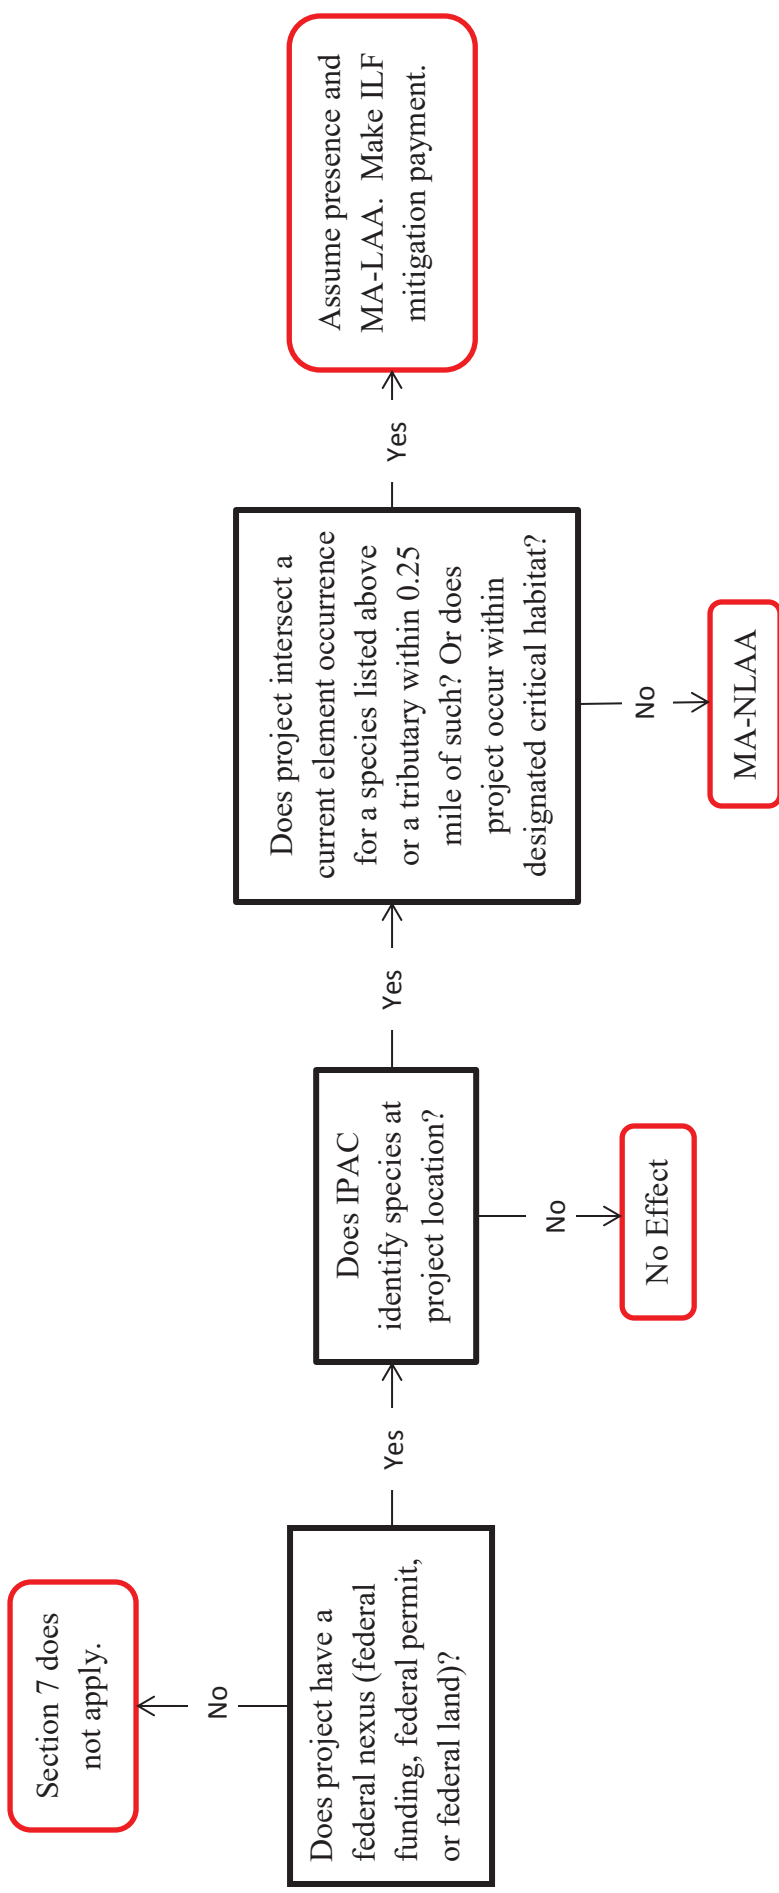 Section 7 does
not apply.
No
Does project have a
federal nexus (federal
funding, federal permit,
or federal land)?
Yes
Does IPAC
identify species at
project location?
No
No Effect
Yes
Does project intersect a
current element occurrence
for a species listed above
or a tributary within 0.25
mile of such? Or does
project occur within
designated critical habitat?
No
MA-NLAA
Yes
Assume presence and
MA-LAA.  Make ILF
mitigation payment.